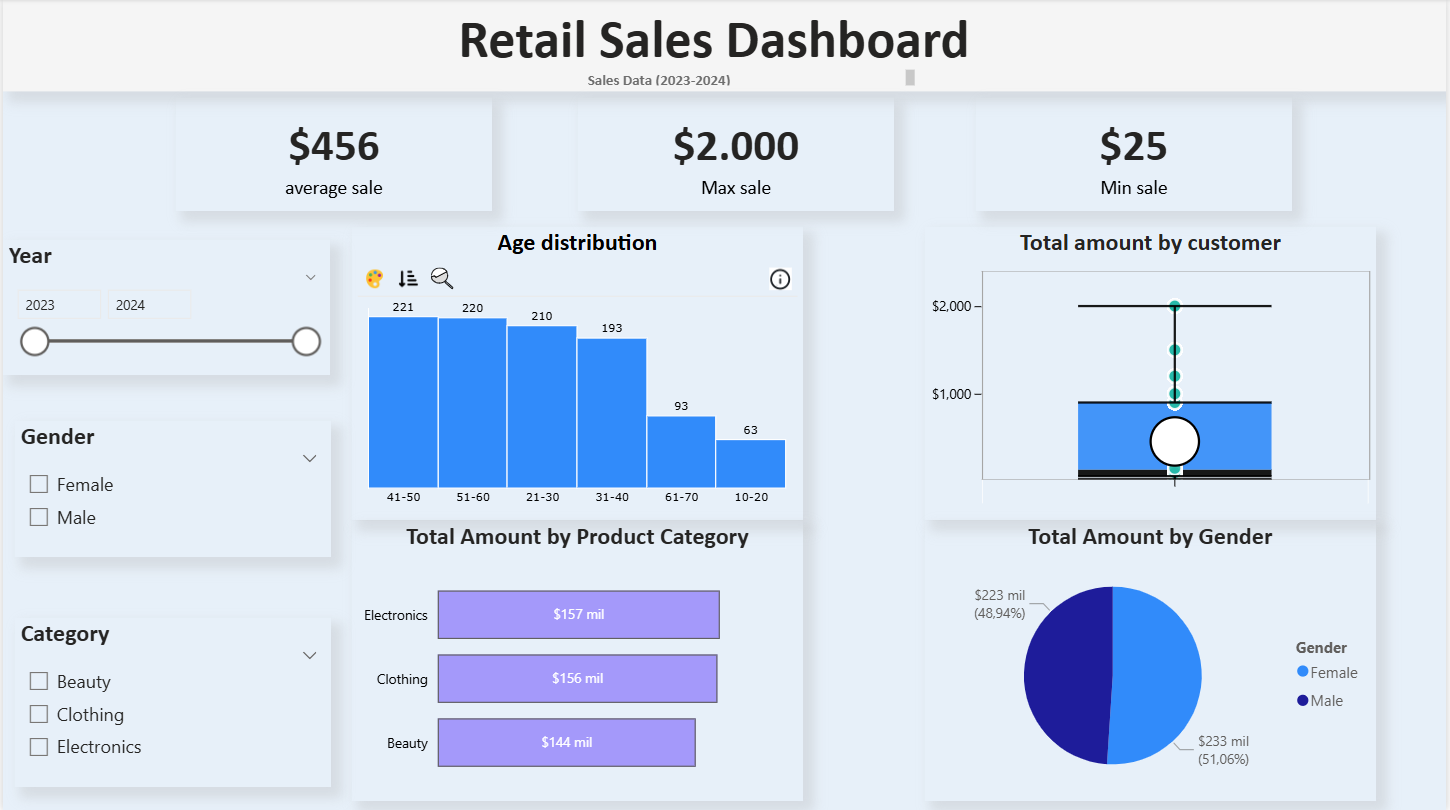 Retail Sales Dashboard
Sales Data (2023-2024)
$456
average sale
$2.000
Max sale
$25
Min sale
Year
2023 2024
Gender
Female
Male
Category
Beauty
Clothing
Electronics
Age distribution
221 220 210 193 93 63
41-50 51-60 21-30 31-40 61-70 10-20
Total amount by customer
$2,000
$1,000
Total Amount by Product Category
Electronics $157 mil
Clothing $156 mil
Beauty $144 mil
Total Amount by Gender
$223 mil
(48,94%)
Gender
Female
Male
$233 mil
(51,06%)